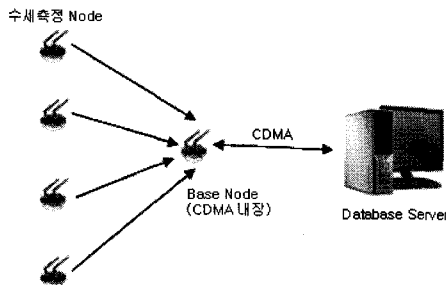 수세측정 Node
CDMA
Base Node
(CDMA 내장)
Database Server